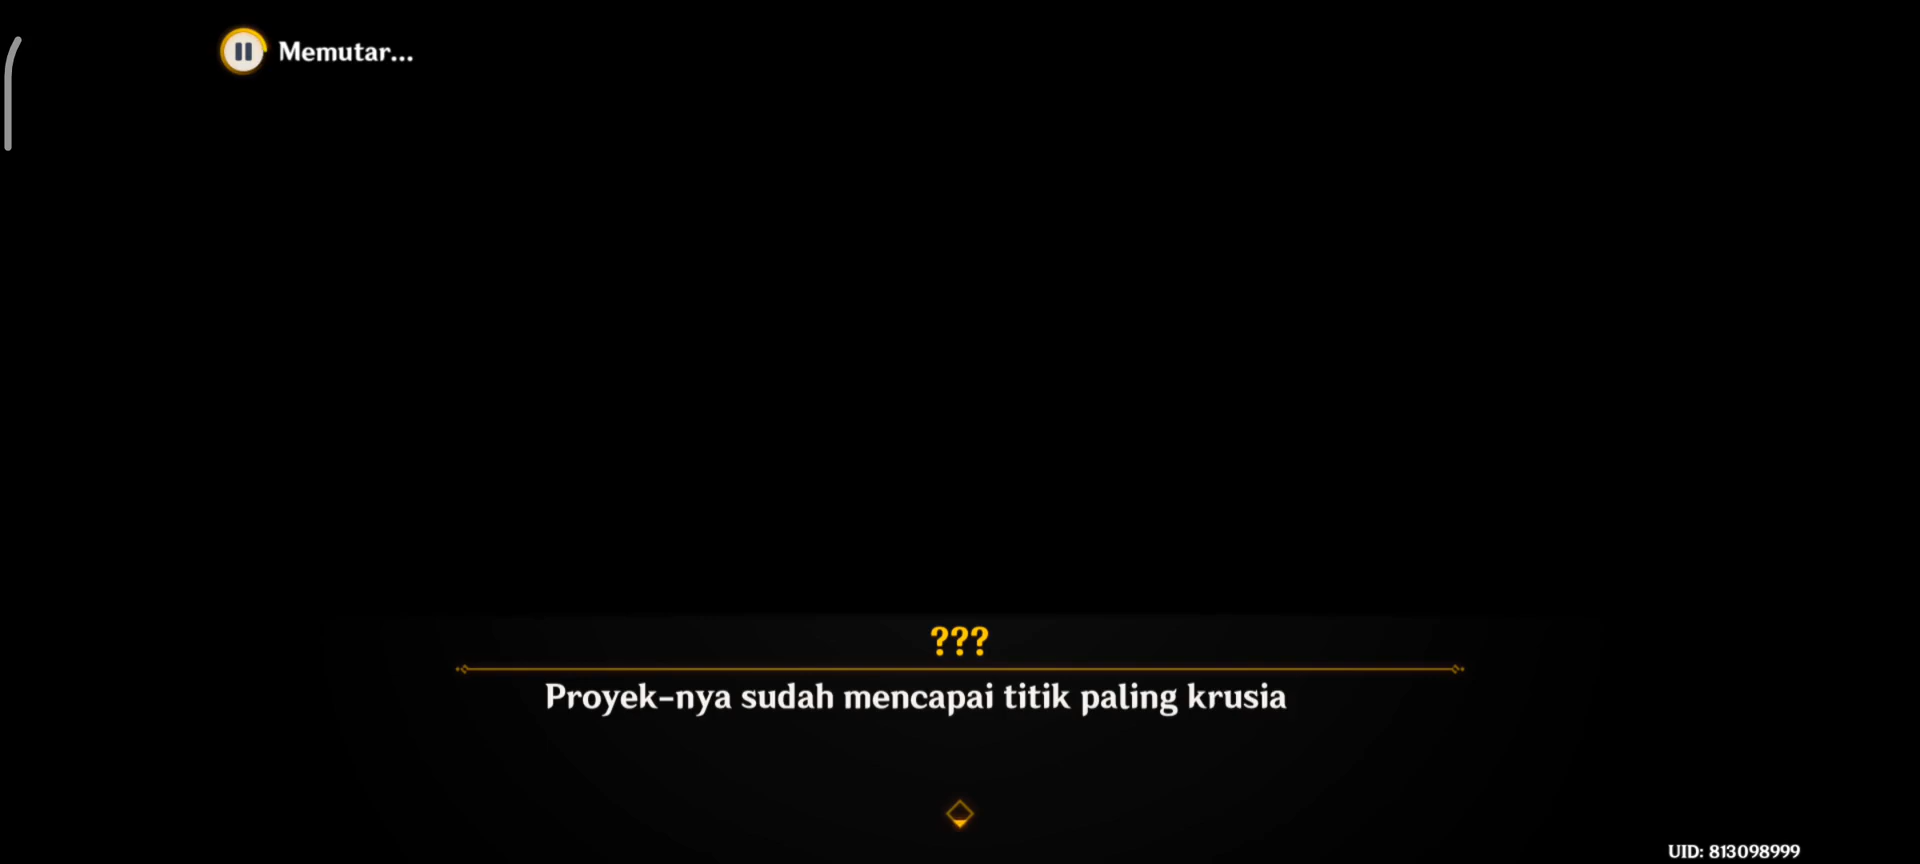 Memutar...
???
Proyek-nya sudah mencapai titik paling krusia
UID: 813098999